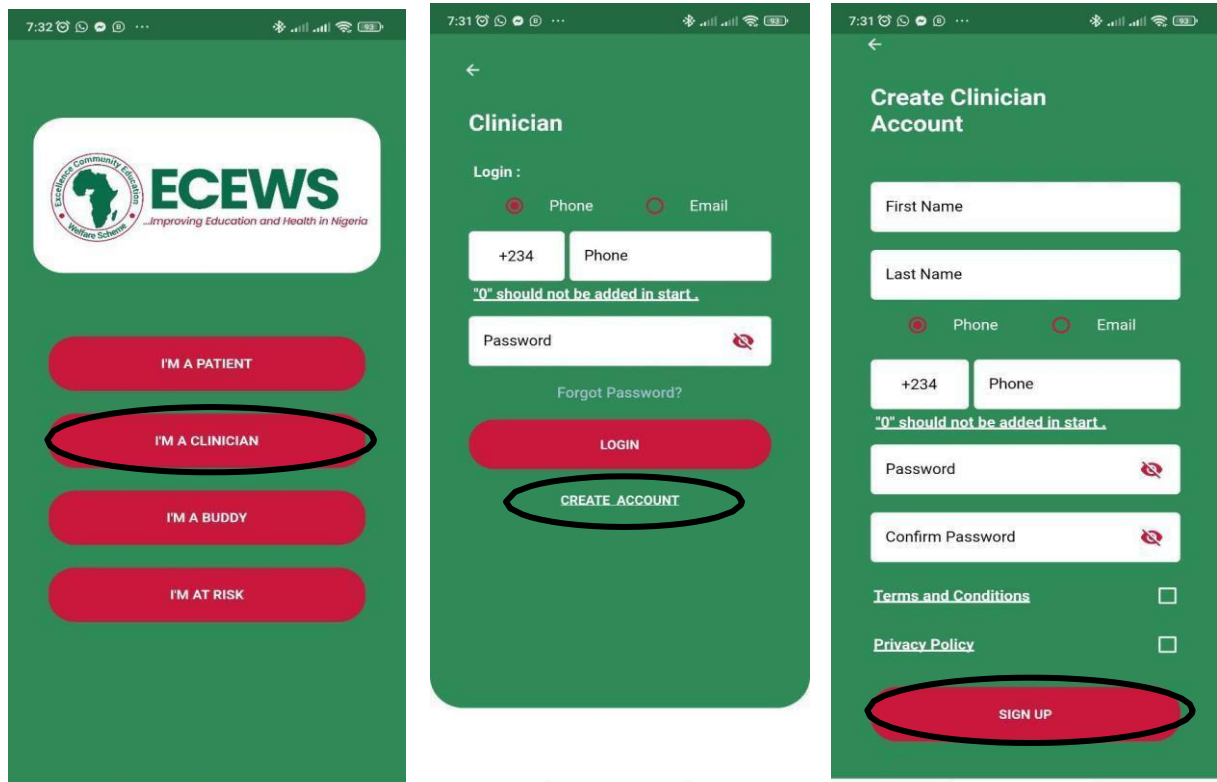 7:32
93
Excellence Community Education
Welfare Scheme
ECEWS
...Improving Education and Health in Nigeria
I'M A PATIENT
I'M A CLINICIAN
I'M A BUDDY
I'M AT RISK
7:31
93
Clinician
Login :
Phone Email
+234 Phone
"0" should not be added in start .
Password
Forgot Password?
LOGIN
CREATE ACCOUNT
7:31
93
Create Clinician
Account
First Name
Last Name
Phone Email
+234 Phone
"0" should not be added in start .
Password
Confirm Password
Terms and Conditions
Privacy Policy
SIGN UP